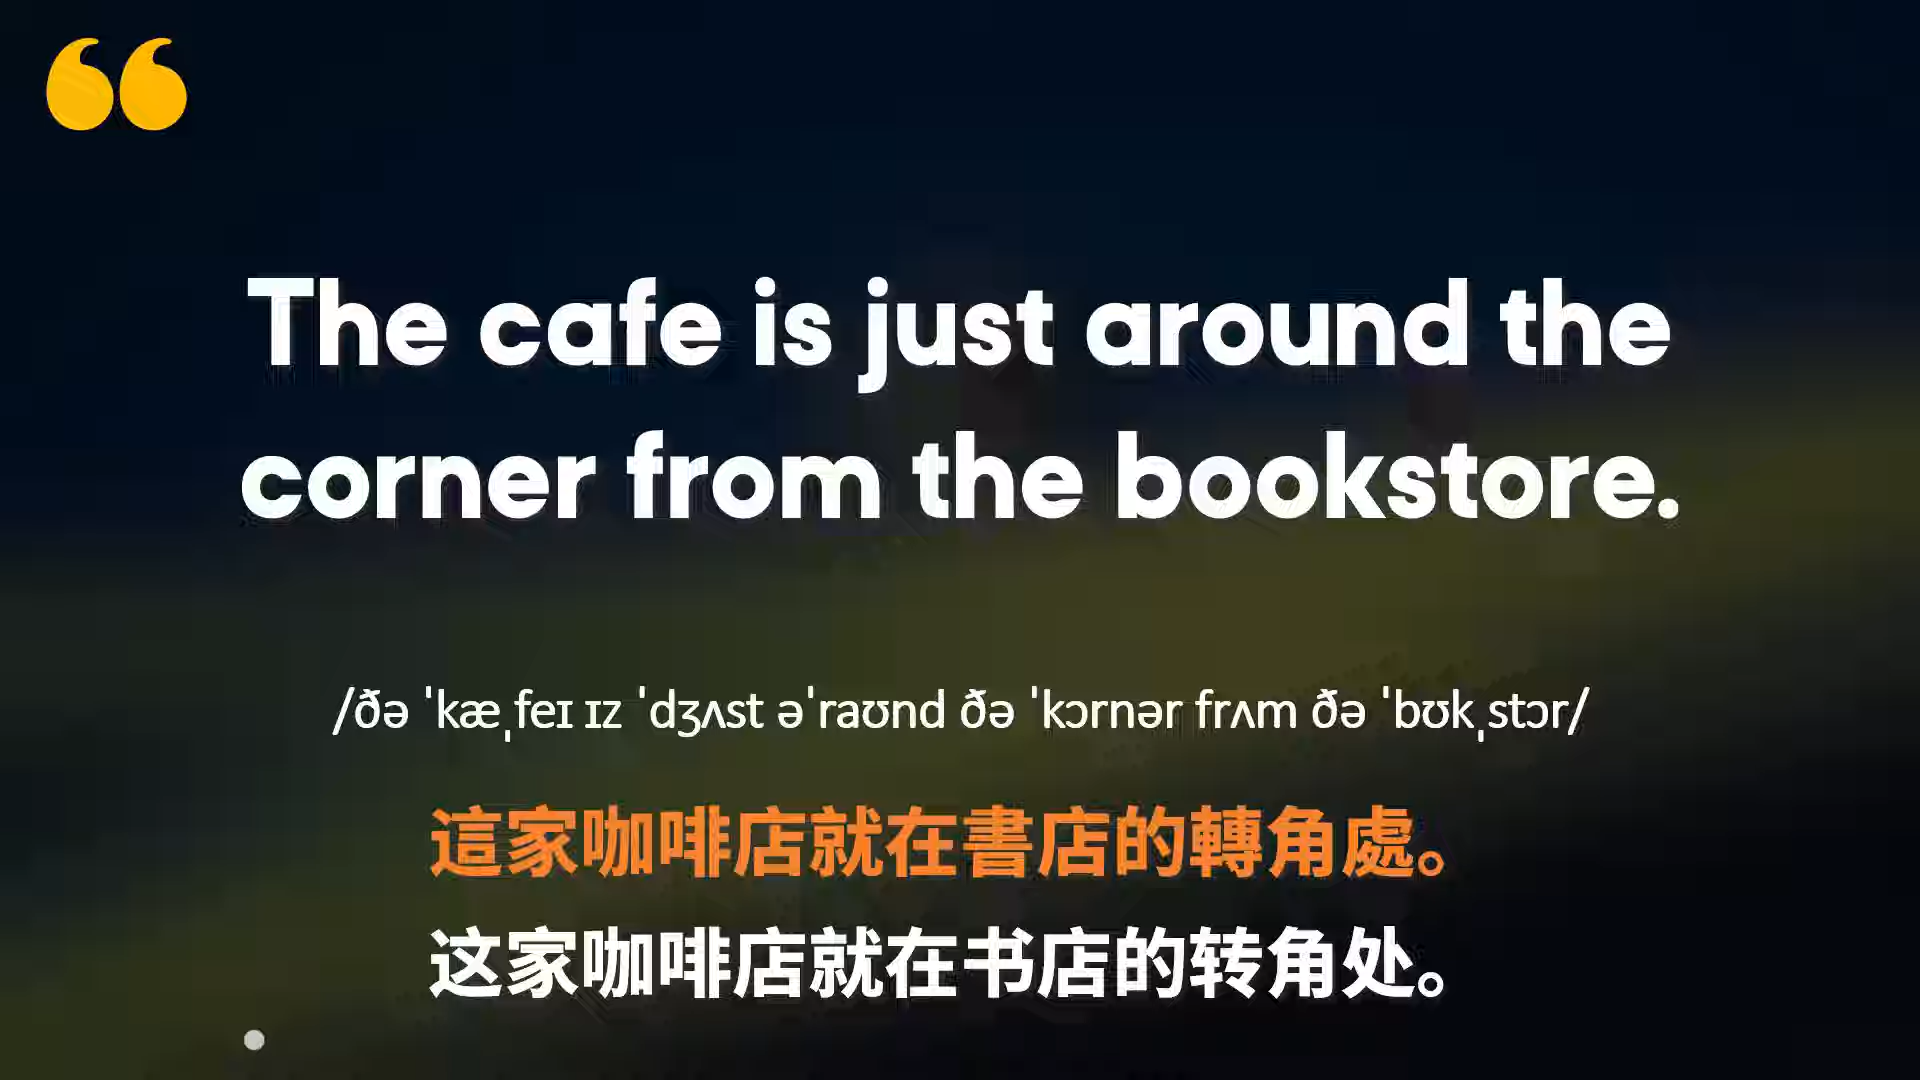 The cafe is just around the
corner from the bookstore.
/ðə ˈkæˌfeɪ ɪz ˈdʒʌst əˈraʊnd ðə ˈkɔrnər frʌm ðə ˈbʊkˌstɔr/
這家咖啡店就在書店的轉角處。
这家咖啡店就在书店的转角处。